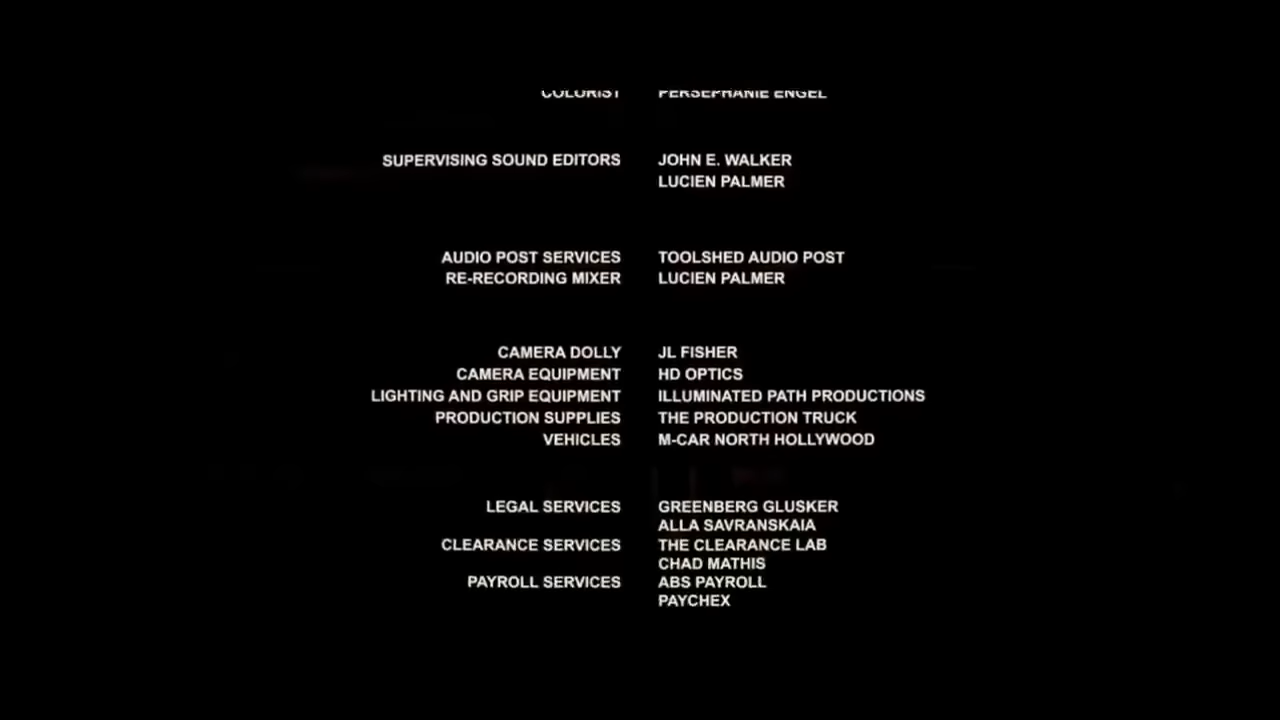 COLORIST PERSEPHANIE ENGEL
SUPERVISING SOUND EDITORS JOHN E. WALKER
LUCIEN PALMER
AUDIO POST SERVICES TOOLSHED AUDIO POST
RE-RECORDING MIXER LUCIEN PALMER
CAMERA DOLLY JL FISHER
CAMERA EQUIPMENT HD OPTICS
LIGHTING AND GRIP EQUIPMENT ILLUMINATED PATH PRODUCTIONS
PRODUCTION SUPPLIES THE PRODUCTION TRUCK
VEHICLES M-CAR NORTH HOLLYWOOD
LEGAL SERVICES GREENBERG GLUSKER
ALLA SAVRANSKAIA
CLEARANCE SERVICES THE CLEARANCE LAB
CHAD MATHIS
PAYROLL SERVICES ABS PAYROLL
PAYCHEX